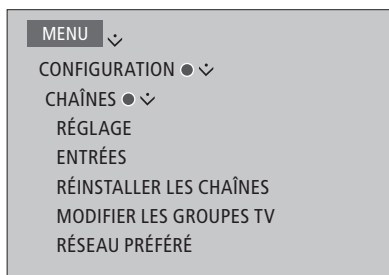 MENU
CONFIGURATION
CHAÎNES
RÉGLAGE
ENTRÉES
RÉINSTALLER LES CHAÎNES
MODIFIER LES GROUPES TV
RÉSEAU PRÉFÉRÉ